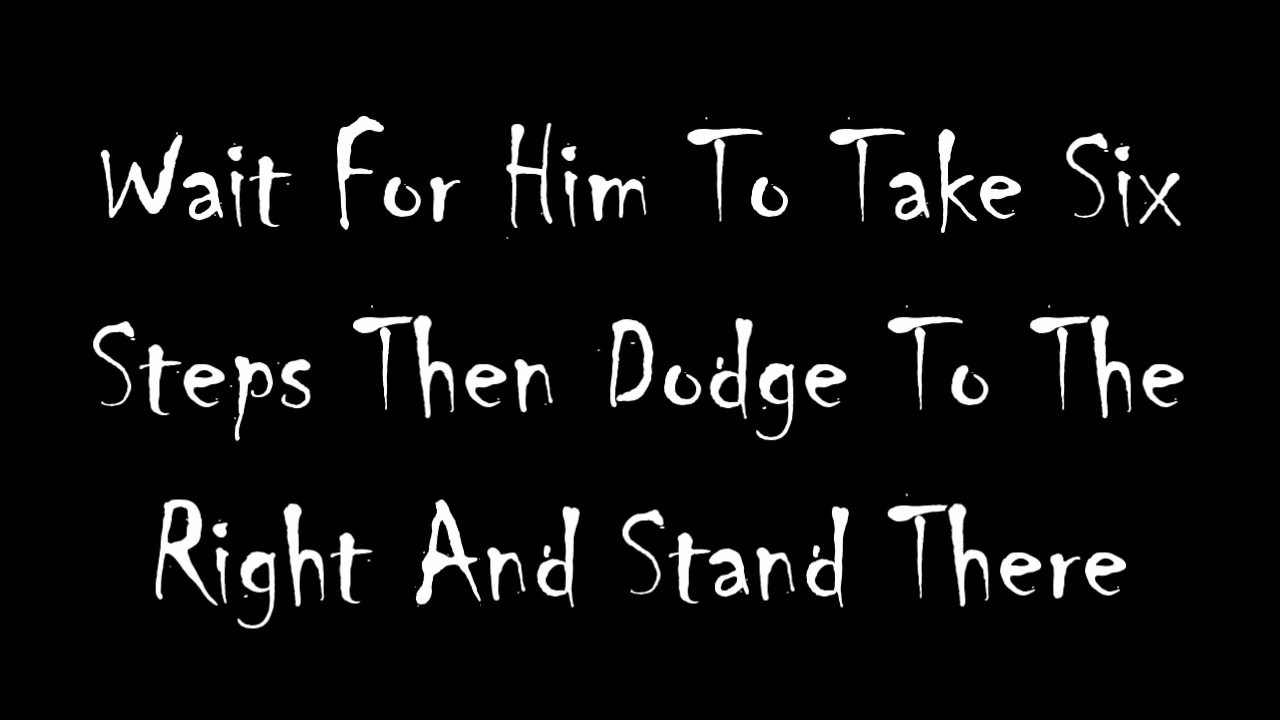 Wait For Him To Take Six
Steps Then Dodge To The
Right And Stand There